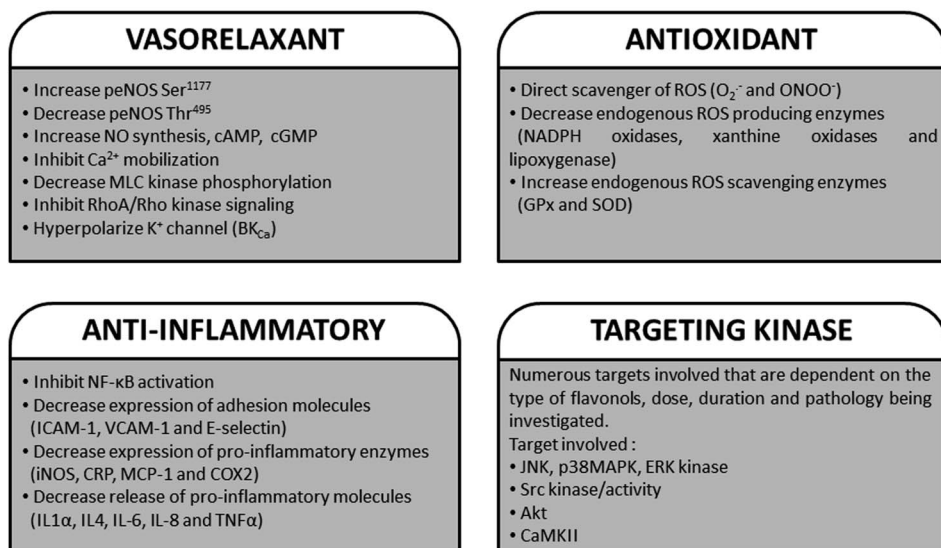 VASORELAXANT
• Increase peNOS Ser¹¹⁷⁷
• Decrease peNOS Thr⁴⁹⁵
• Increase NO synthesis, cAMP, cGMP
• Inhibit Ca²⁺ mobilization
• Decrease MLC kinase phosphorylation
• Inhibit RhoA/Rho kinase signaling
• Hyperpolarize K⁺ channel (BKCa)
ANTIOXIDANT
• Direct scavenger of ROS (O₂·⁻ and ONOO⁻)
• Decrease endogenous ROS producing enzymes
(NADPH oxidases, xanthine oxidases and
lipoxygenase)
• Increase endogenous ROS scavenging enzymes
(GPx and SOD)
ANTI-INFLAMMATORY
• Inhibit NF-κB activation
• Decrease expression of adhesion molecules
(ICAM-1, VCAM-1 and E-selectin)
• Decrease expression of pro-inflammatory enzymes
(iNOS, CRP, MCP-1 and COX2)
• Decrease release of pro-inflammatory molecules
(IL1α, IL4, IL-6, IL-8 and TNFα)
TARGETING KINASE
Numerous targets involved that are dependent on the
type of flavonols, dose, duration and pathology being
investigated.
Target involved :
• JNK, p38MAPK, ERK kinase
• Src kinase/activity
• Akt
• CaMKII